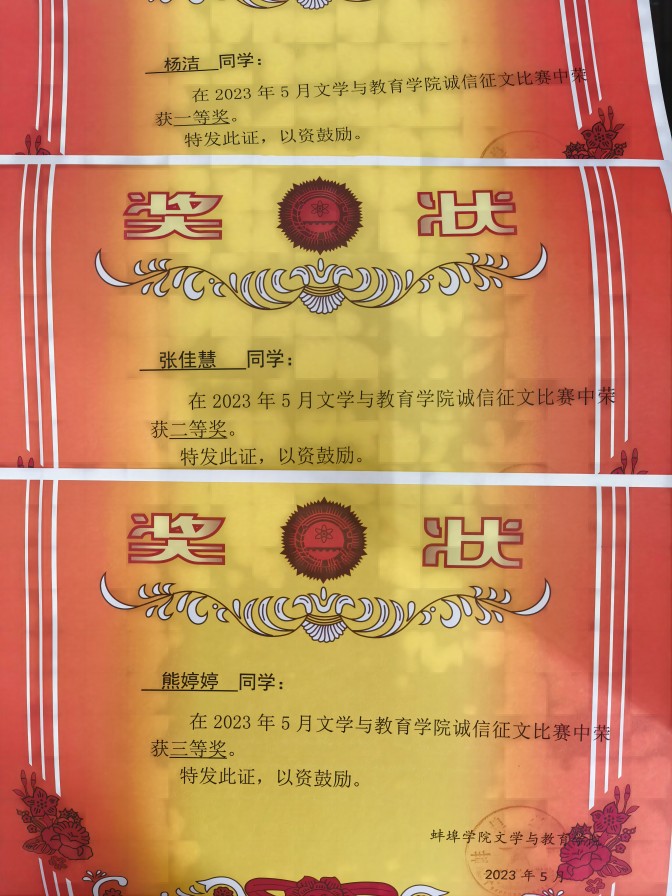 杨洁 同学：
在 2023 年 5 月文学与教育学院诚信征文比赛中荣
获一等奖。
特发此证，以资鼓励。
奖 状
张佳慧 同学：
在 2023 年 5 月文学与教育学院诚信征文比赛中荣
获二等奖。
特发此证，以资鼓励。
奖 状
熊婷婷 同学：
在 2023 年 5 月文学与教育学院诚信征文比赛中荣
获三等奖。
特发此证，以资鼓励。
蚌埠学院文学与教育学院
2023 年 5 月